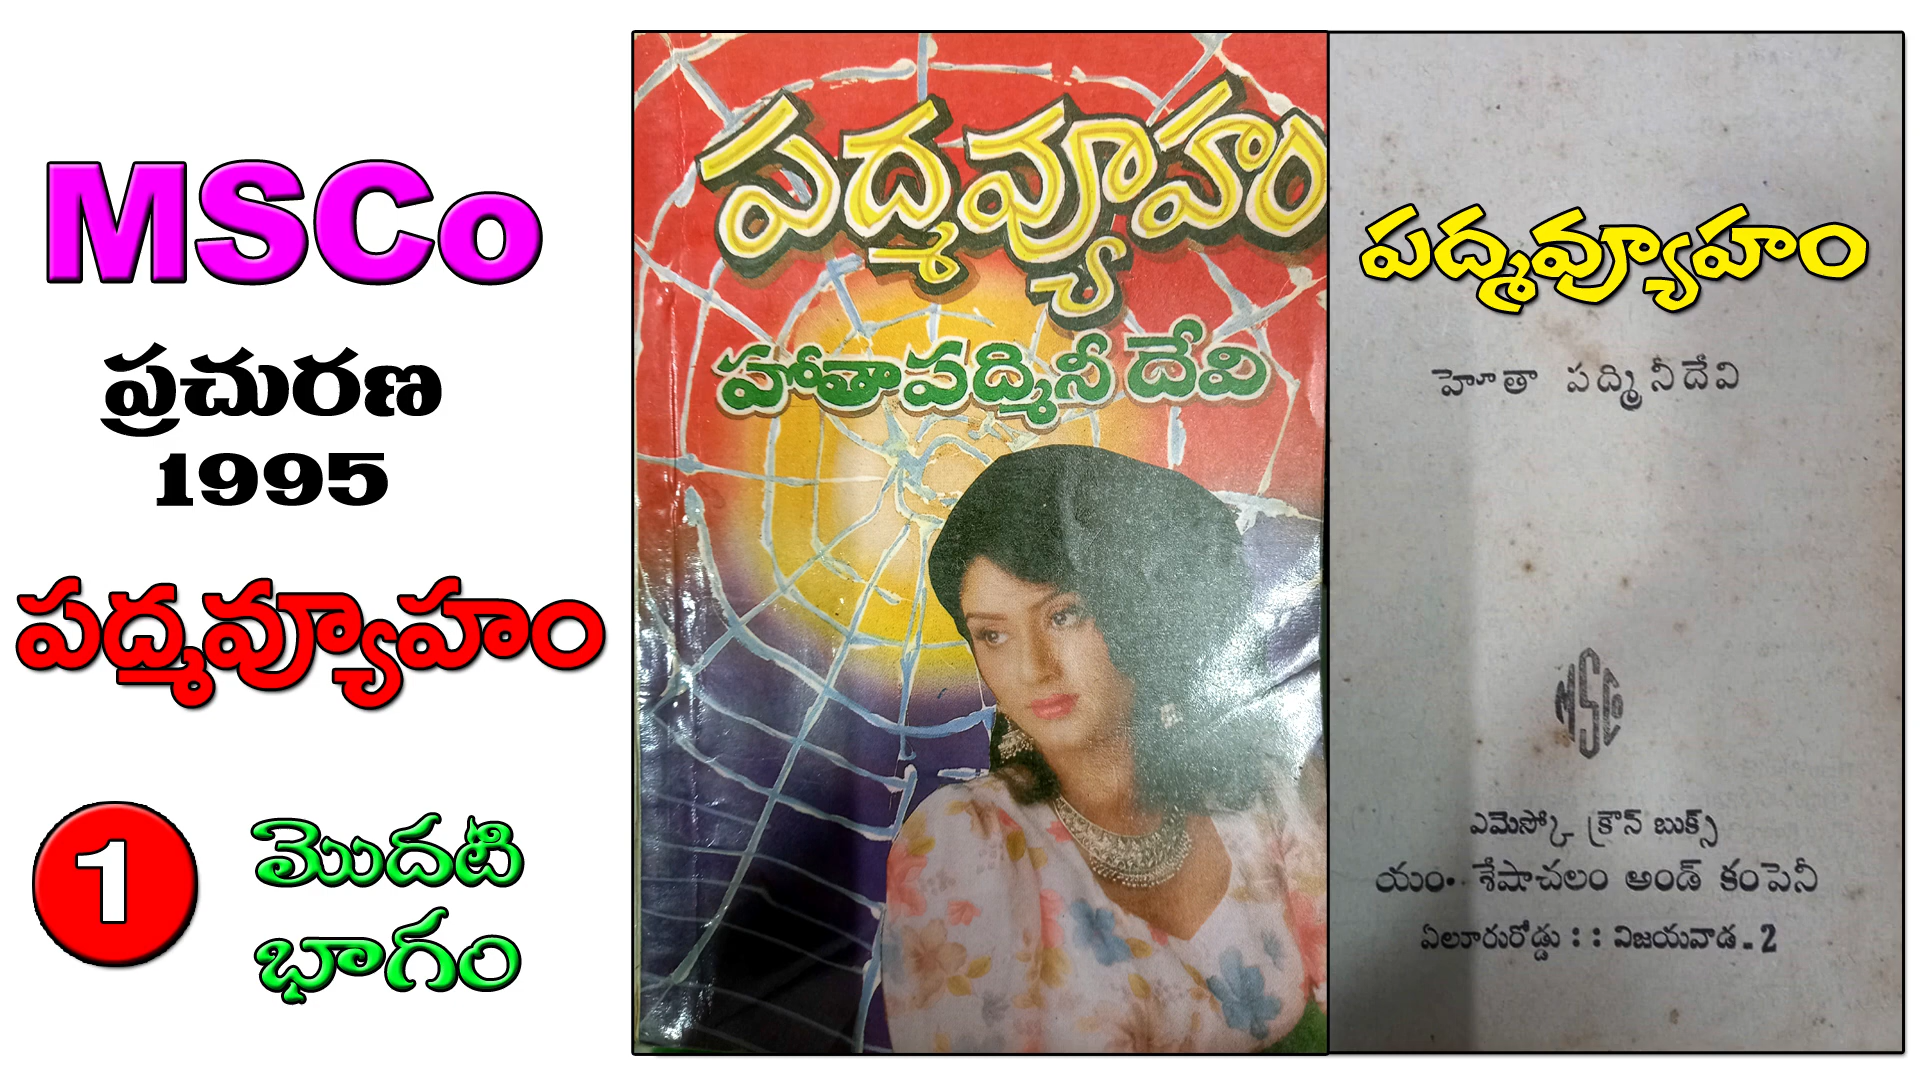 MSCo
ప్రచురణ
1995
పద్మవ్యూహం
1
మొదటి
భాగం
పద్మవ్యూహం
హోతా పద్మినీ దేవి
పద్మవ్యూహం
హోతా పద్మినీదేవి
MSCo
ఎమెస్కో క్రౌన్ బుక్స్
యం. శేషాచలం అండ్ కంపెనీ
ఏలూరురోడ్డు : : విజయవాడ - 2